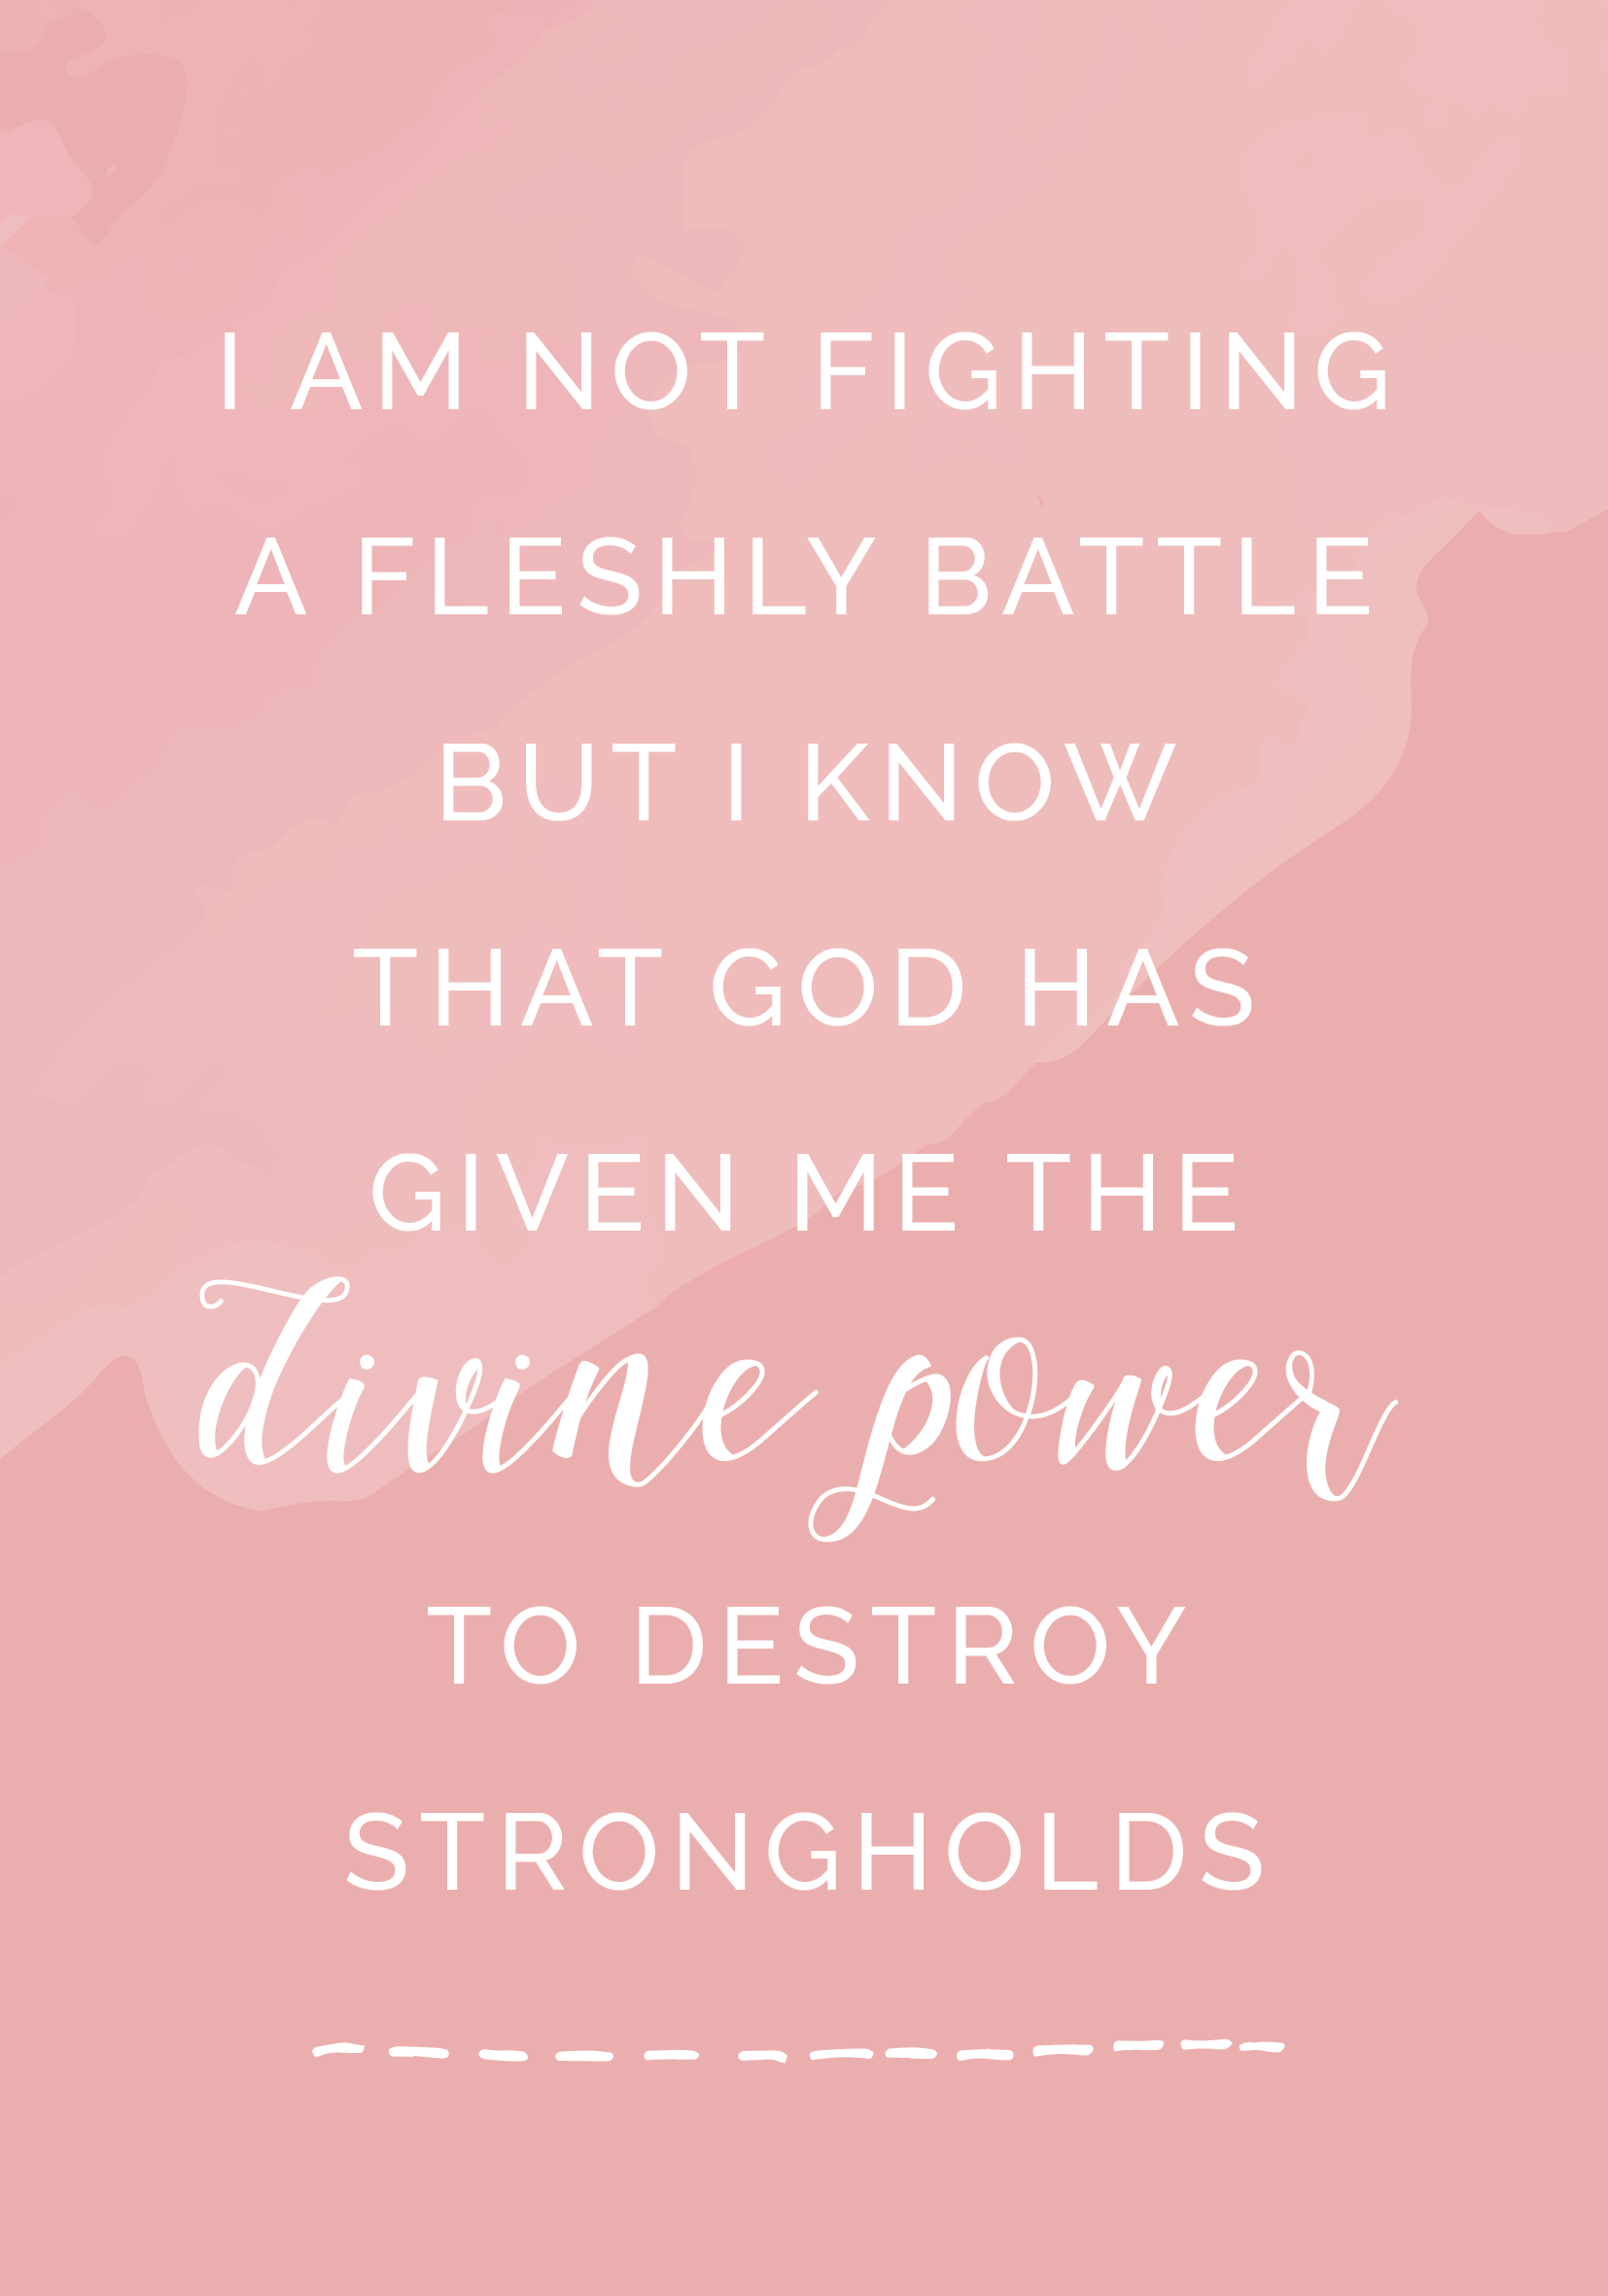 I AM NOT FIGHTING
A FLESHLY BATTLE
BUT I KNOW
THAT GOD HAS
GIVEN ME THE
divine power
TO DESTROY
STRONGHOLDS